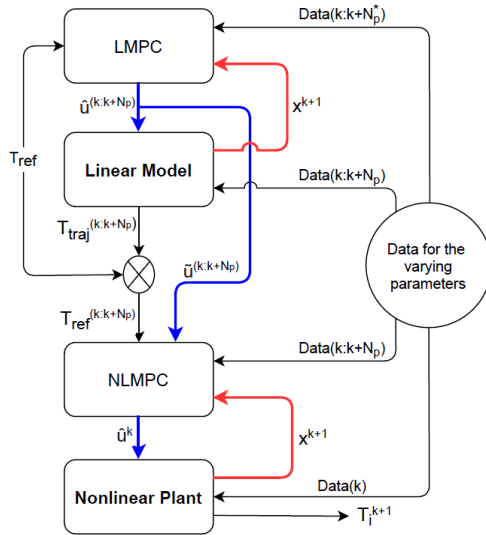 Data(k:k+N*p)
LMPC
û(k:k+Np)
xk+1
Tref
Data(k:k+Np)
Linear Model
Ttraj(k:k+Np)
Data for the
varying
parameters
ũ(k:k+Np)
Tref(k:k+Np)
Data(k:k+Np)
NLMPC
ûk
xk+1
Data(k)
Nonlinear Plant
Tik+1